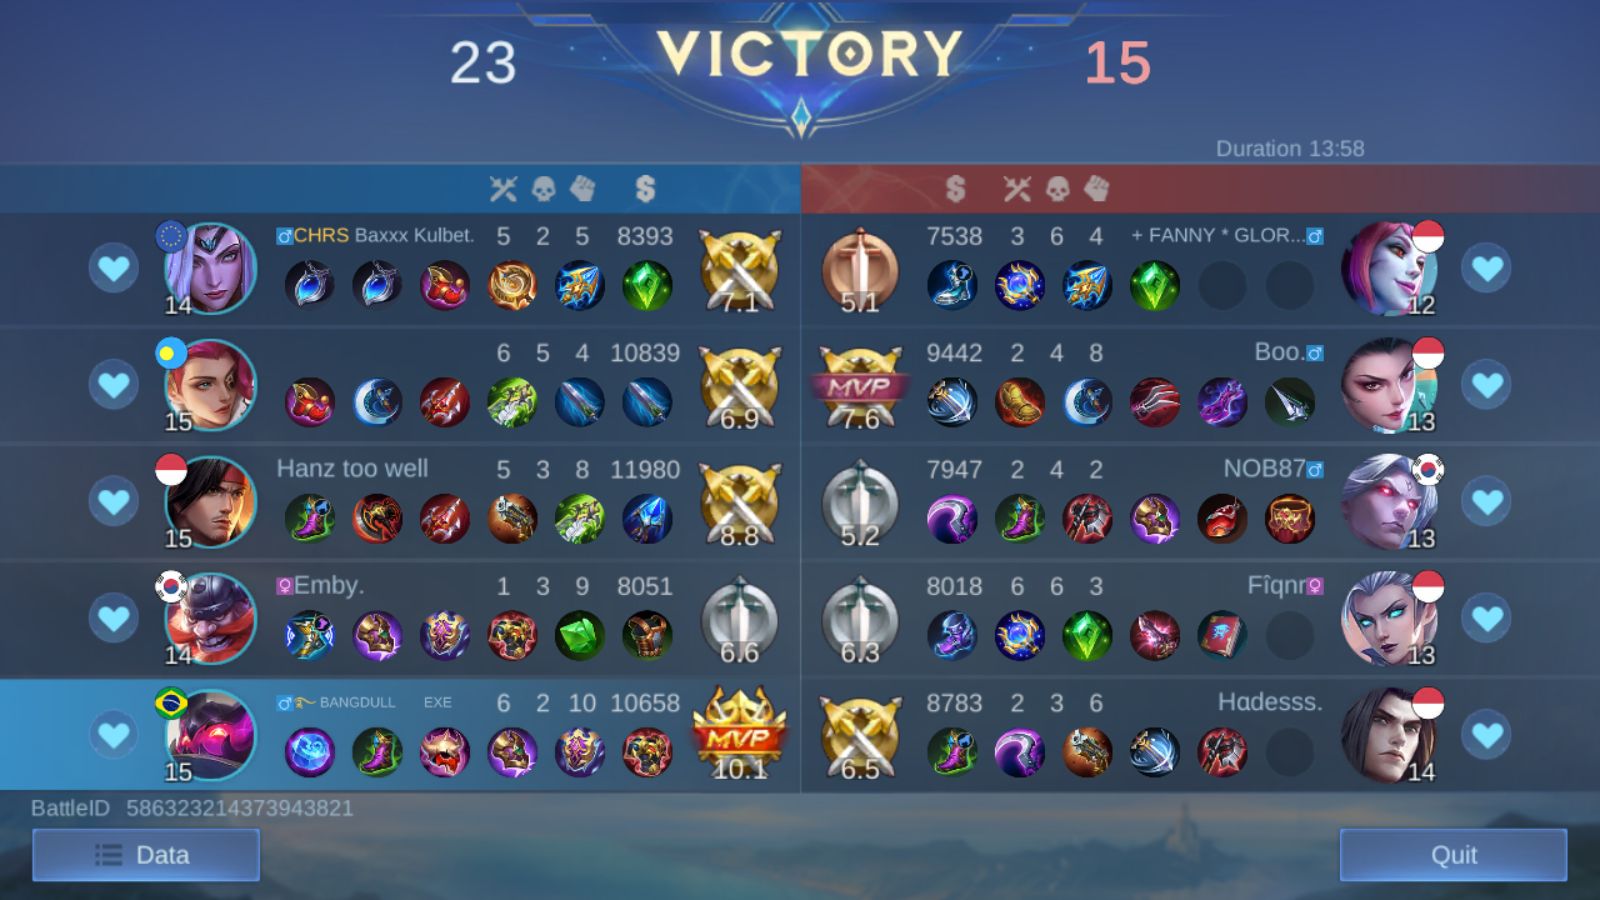 23 VICTORY 15
Duration 13:58
CHRS Baxxx Kulbet. 5 2 5 8393
14 7.1
5.1 7538 3 6 4 + FANNY * GLOR...
12
6 5 4 10839
15 6.9
MVP 7.6 9442 2 4 8 Boo.
13
Hanz too well 5 3 8 11980
15 8.8
5.2 7947 2 4 2 NOB87
13
Emby. 1 3 9 8051
14 6.6
6.3 8018 6 6 3 Fîqnr
13
BANGDULL EXE 6 2 10 10658
15 MVP 10.1
6.5 8783 2 3 6 Hɑdesss.
14
BattleID 586323214373943821
Data
Quit